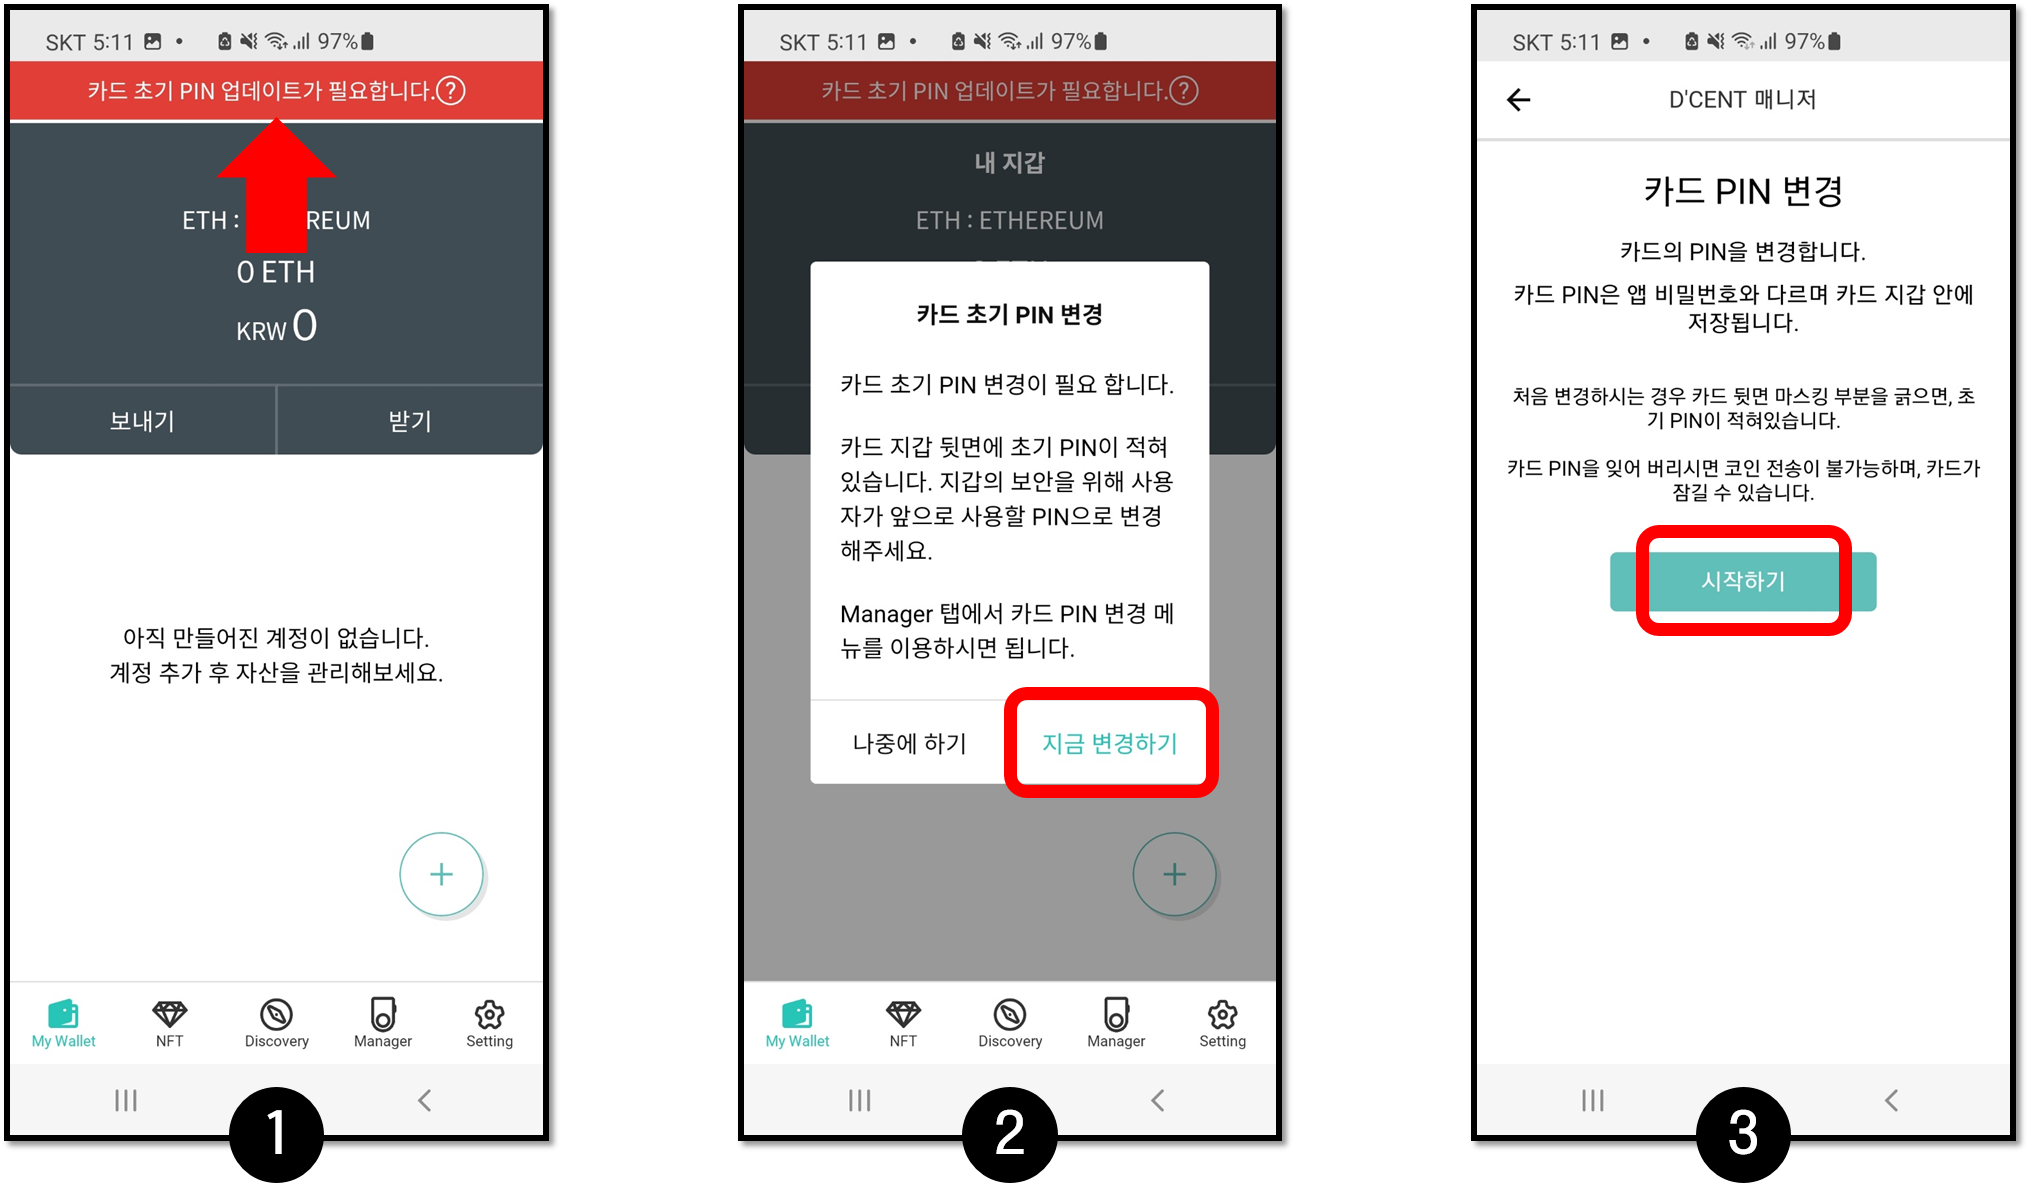 SKT 5:11
97%
카드 초기 PIN 업데이트가 필요합니다.?
ETH : REUM
0 ETH
KRW 0
보내기
받기
아직 만들어진 계정이 없습니다.
계정 추가 후 자산을 관리해보세요.
+
My Wallet
NFT
Discovery
Manager
Setting
1
SKT 5:11
97%
카드 초기 PIN 업데이트가 필요합니다.?
내 지갑
ETH : ETHEREUM
카드 초기 PIN 변경
카드 초기 PIN 변경이 필요 합니다.
카드 지갑 뒷면에 초기 PIN이 적혀
있습니다. 지갑의 보안을 위해 사용
자가 앞으로 사용할 PIN으로 변경
해주세요.
Manager 탭에서 카드 PIN 변경 메
뉴를 이용하시면 됩니다.
나중에 하기
지금 변경하기
+
My Wallet
NFT
Discovery
Manager
Setting
2
SKT 5:11
97%
D'CENT 매니저
카드 PIN 변경
카드의 PIN을 변경합니다.
카드 PIN은 앱 비밀번호와 다르며 카드 지갑 안에
저장됩니다.
처음 변경하시는 경우 카드 뒷면 마스킹 부분을 긁으면, 초
기 PIN이 적혀있습니다.
카드 PIN을 잊어 버리시면 코인 전송이 불가능하며, 카드가
잠길 수 있습니다.
시작하기
3